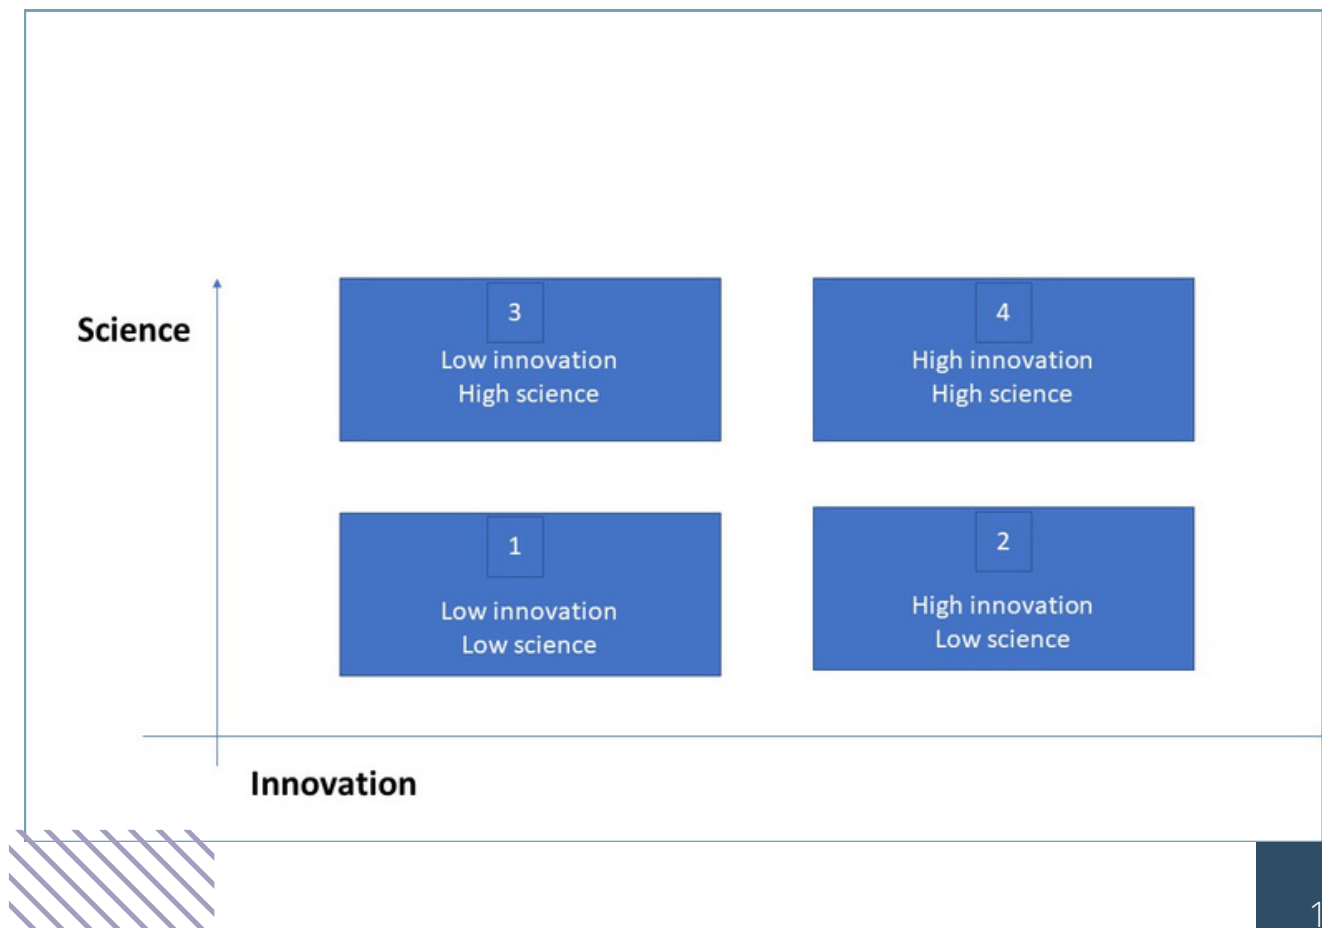 Science
3
Low innovation
High science
4
High innovation
High science
1
Low innovation
Low science
2
High innovation
Low science
Innovation
1